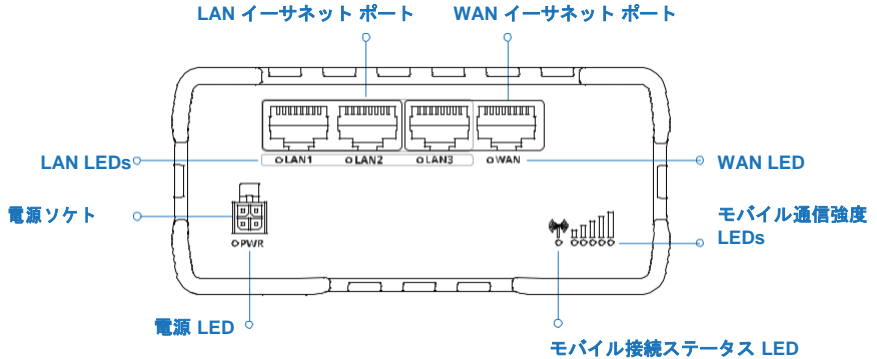 LAN イーサネット ポート
WAN イーサネット ポート
LAN1
LAN2
LAN3
WAN
LAN LEDs
WAN LED
電源ソケト
モバイル通信強度
LEDs
PWR
電源 LED
モバイル接続ステータス LED